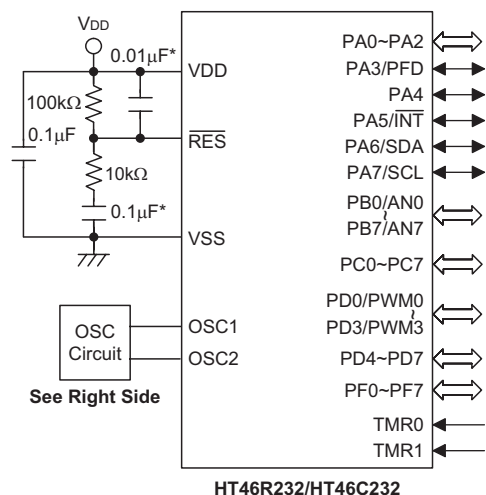 VDD
0.01µF*
VDD
100kΩ
0.1µF
RES
10kΩ
0.1µF*
VSS
OSC
Circuit
OSC1
OSC2
See Right Side
PA0~PA2
PA3/PFD
PA4
PA5/INT
PA6/SDA
PA7/SCL
PB0/AN0
~
PB7/AN7
PC0~PC7
PD0/PWM0
~
PD3/PWM3
PD4~PD7
PF0~PF7
TMR0
TMR1
HT46R232/HT46C232